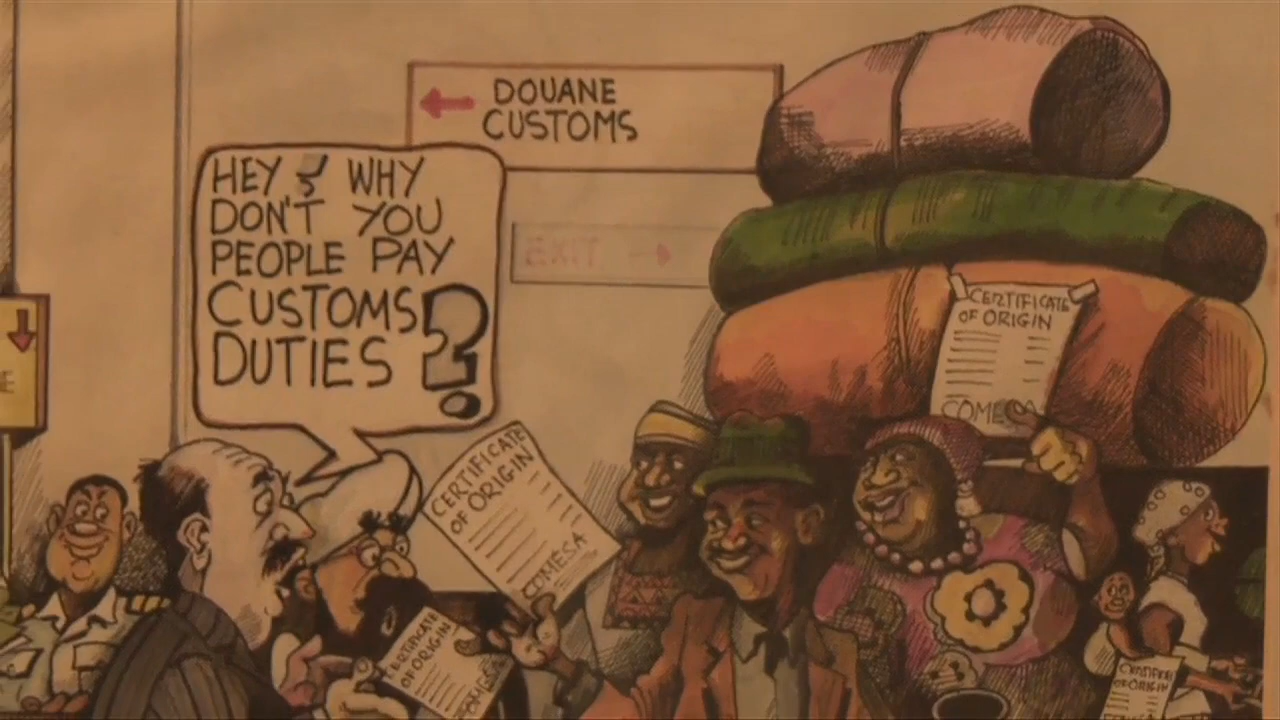 DOUANE
CUSTOMS
HEY WHY
DON'T YOU
PEOPLE PAY
CUSTOMS
DUTIES?
EXIT
E
CERTIFICATE
OF ORIGIN
COMESA
CERTIFICATE
OF ORIGIN
COMESA
CERTIFICATE
OF ORIGIN
COMESA
CERTIFICATE
OF ORIGIN